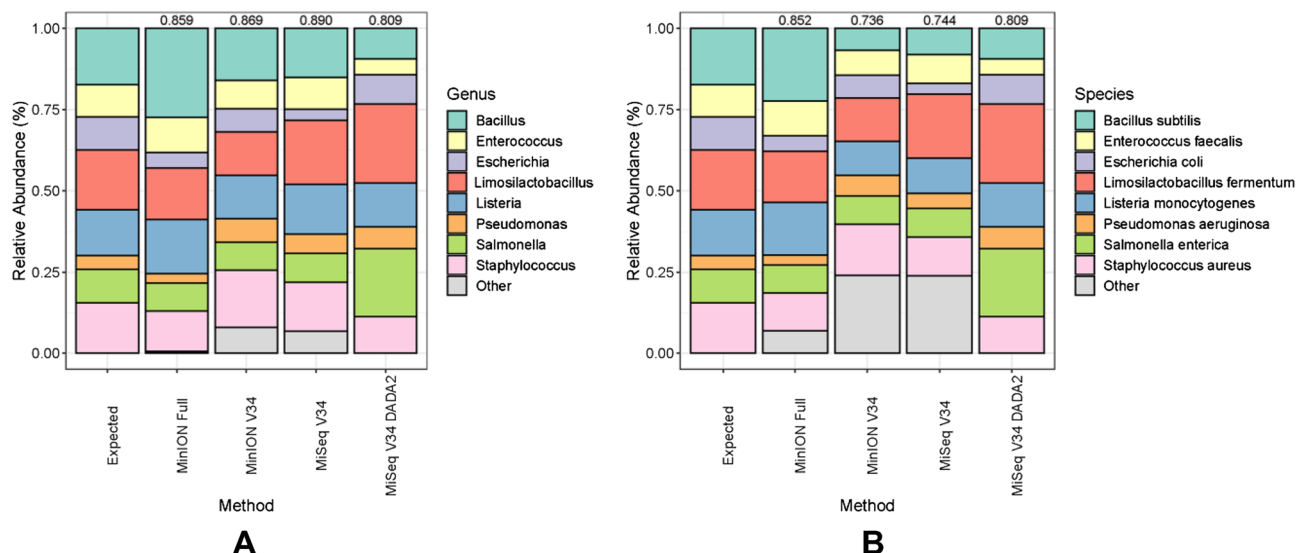 0.859 0.869 0.890 0.809
1.00
0.75
0.50
0.25
0.00
Relative Abundance (%)
Expected
MinION Full
MinION V34
MiSeq V34
MiSeq V34 DADA2
Method
Genus
Bacillus
Enterococcus
Escherichia
Limosilactobacillus
Listeria
Pseudomonas
Salmonella
Staphylococcus
Other
A
0.852 0.736 0.744 0.809
1.00
0.75
0.50
0.25
0.00
Relative Abundance (%)
Expected
MinION Full
MinION V34
MiSeq V34
MiSeq V34 DADA2
Method
Species
Bacillus subtilis
Enterococcus faecalis
Escherichia coli
Limosilactobacillus fermentum
Listeria monocytogenes
Pseudomonas aeruginosa
Salmonella enterica
Staphylococcus aureus
Other
B